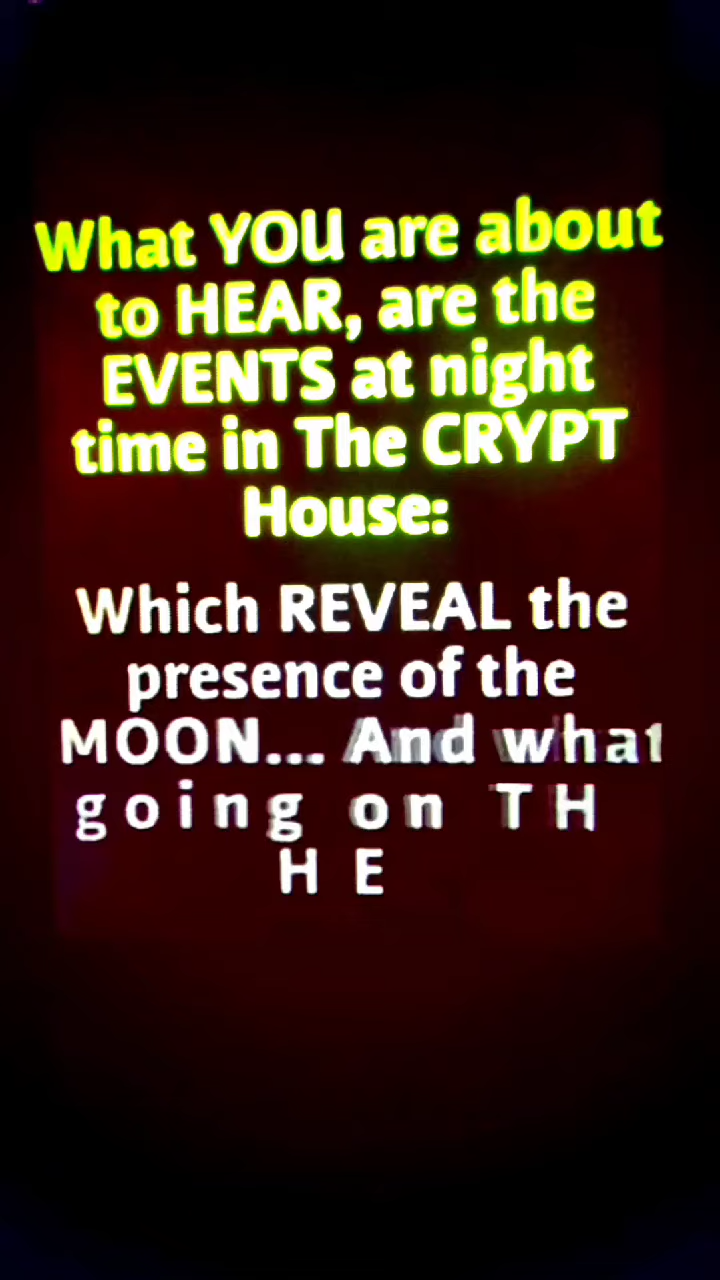 What YOU are about
to HEAR, are the
EVENTS at night
time in The CRYPT
House:
Which REVEAL the
presence of the
MOON... And what
going on TH
H E